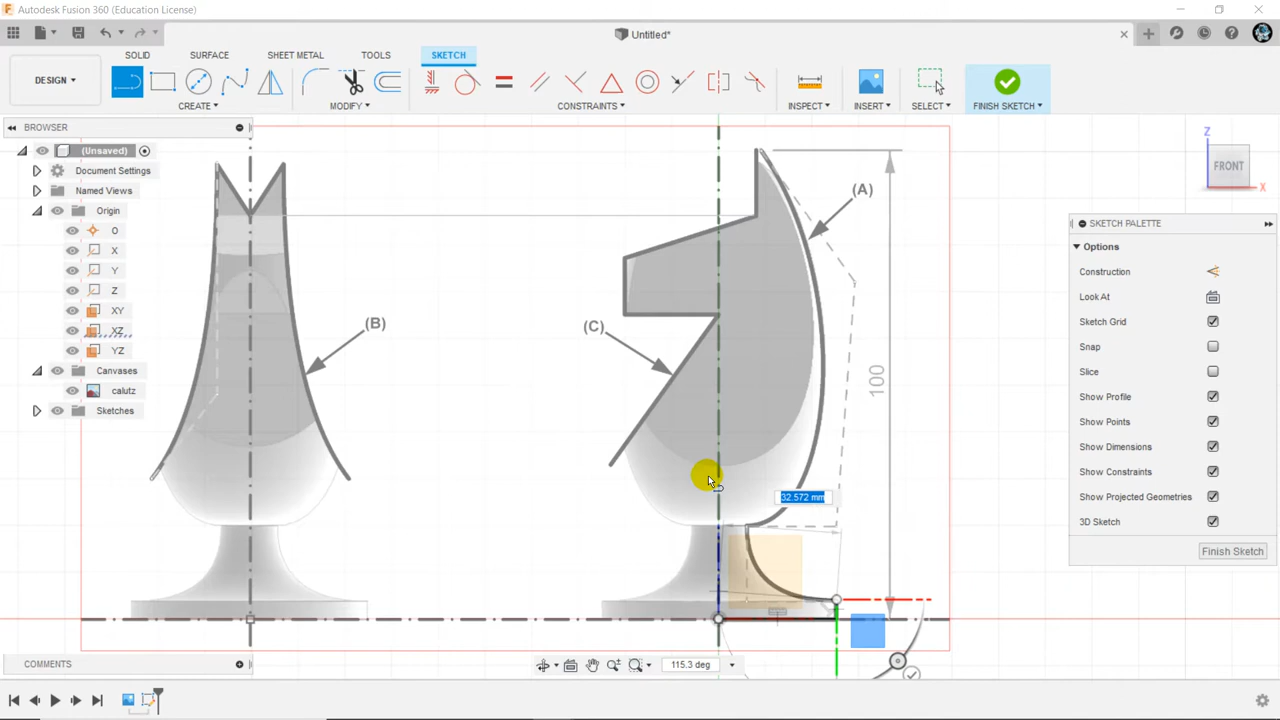 Autodesk Fusion 360 (Education License)
Untitled*
DESIGN
SOLID
SURFACE
SHEET METAL
TOOLS
SKETCH
CREATE
MODIFY
CONSTRAINTS
INSPECT
INSERT
SELECT
FINISH SKETCH
BROWSER
(Unsaved)
Document Settings
Named Views
Origin
O
X
Y
Z
XY
XZ
YZ
Canvases
calutz
Sketches
(B)
(C)
(A)
100
32.572 mm
Z
FRONT
X
SKETCH PALETTE
Options
Construction
Look At
Sketch Grid
Snap
Slice
Show Profile
Show Points
Show Dimensions
Show Constraints
Show Projected Geometries
3D Sketch
Finish Sketch
COMMENTS
115.3 deg